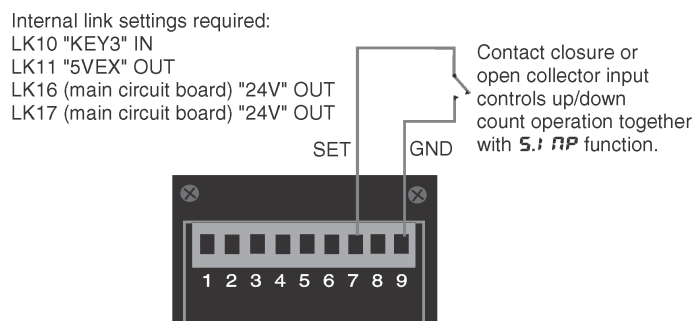 Internal link settings required:
LK10 "KEY3" IN
LK11 "5VEX" OUT
LK16 (main circuit board) "24V" OUT
LK17 (main circuit board) "24V" OUT
Contact closure or
open collector input
controls up/down
count operation together
with S.I NP function.
SET
GND
1 2 3 4 5 6 7 8 9